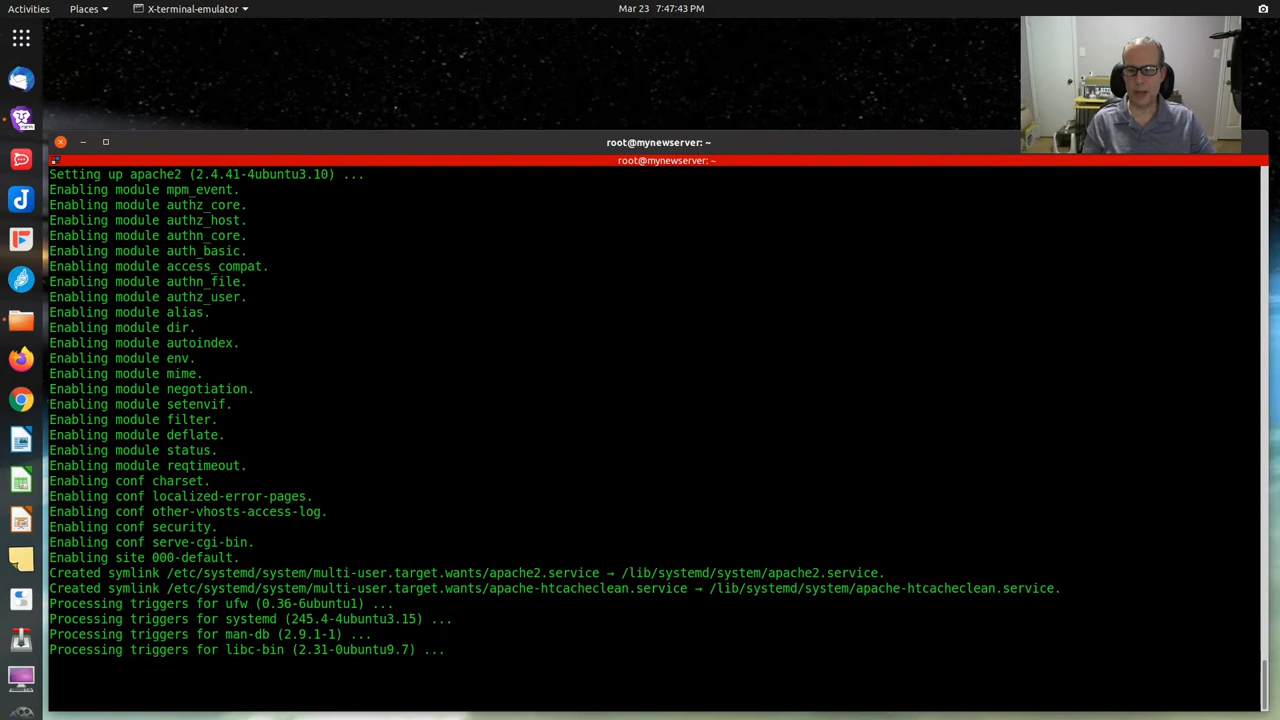 Activities
Places
X-terminal-emulator
Mar 23 7:47:43 PM
root@mynewserver: ~
root@mynewserver: ~
Setting up apache2 (2.4.41-4ubuntu3.10) ...
Enabling module mpm_event.
Enabling module authz_core.
Enabling module authz_host.
Enabling module authn_core.
Enabling module auth_basic.
Enabling module access_compat.
Enabling module authn_file.
Enabling module authz_user.
Enabling module alias.
Enabling module dir.
Enabling module autoindex.
Enabling module env.
Enabling module mime.
Enabling module negotiation.
Enabling module setenvif.
Enabling module filter.
Enabling module deflate.
Enabling module status.
Enabling module reqtimeout.
Enabling conf charset.
Enabling conf localized-error-pages.
Enabling conf other-vhosts-access-log.
Enabling conf security.
Enabling conf serve-cgi-bin.
Enabling site 000-default.
Created symlink /etc/systemd/system/multi-user.target.wants/apache2.service → /lib/systemd/system/apache2.service.
Created symlink /etc/systemd/system/multi-user.target.wants/apache-htcacheclean.service → /lib/systemd/system/apache-htcacheclean.service.
Processing triggers for ufw (0.36-6ubuntu1) ...
Processing triggers for systemd (245.4-4ubuntu3.15) ...
Processing triggers for man-db (2.9.1-1) ...
Processing triggers for libc-bin (2.31-0ubuntu9.7) ...